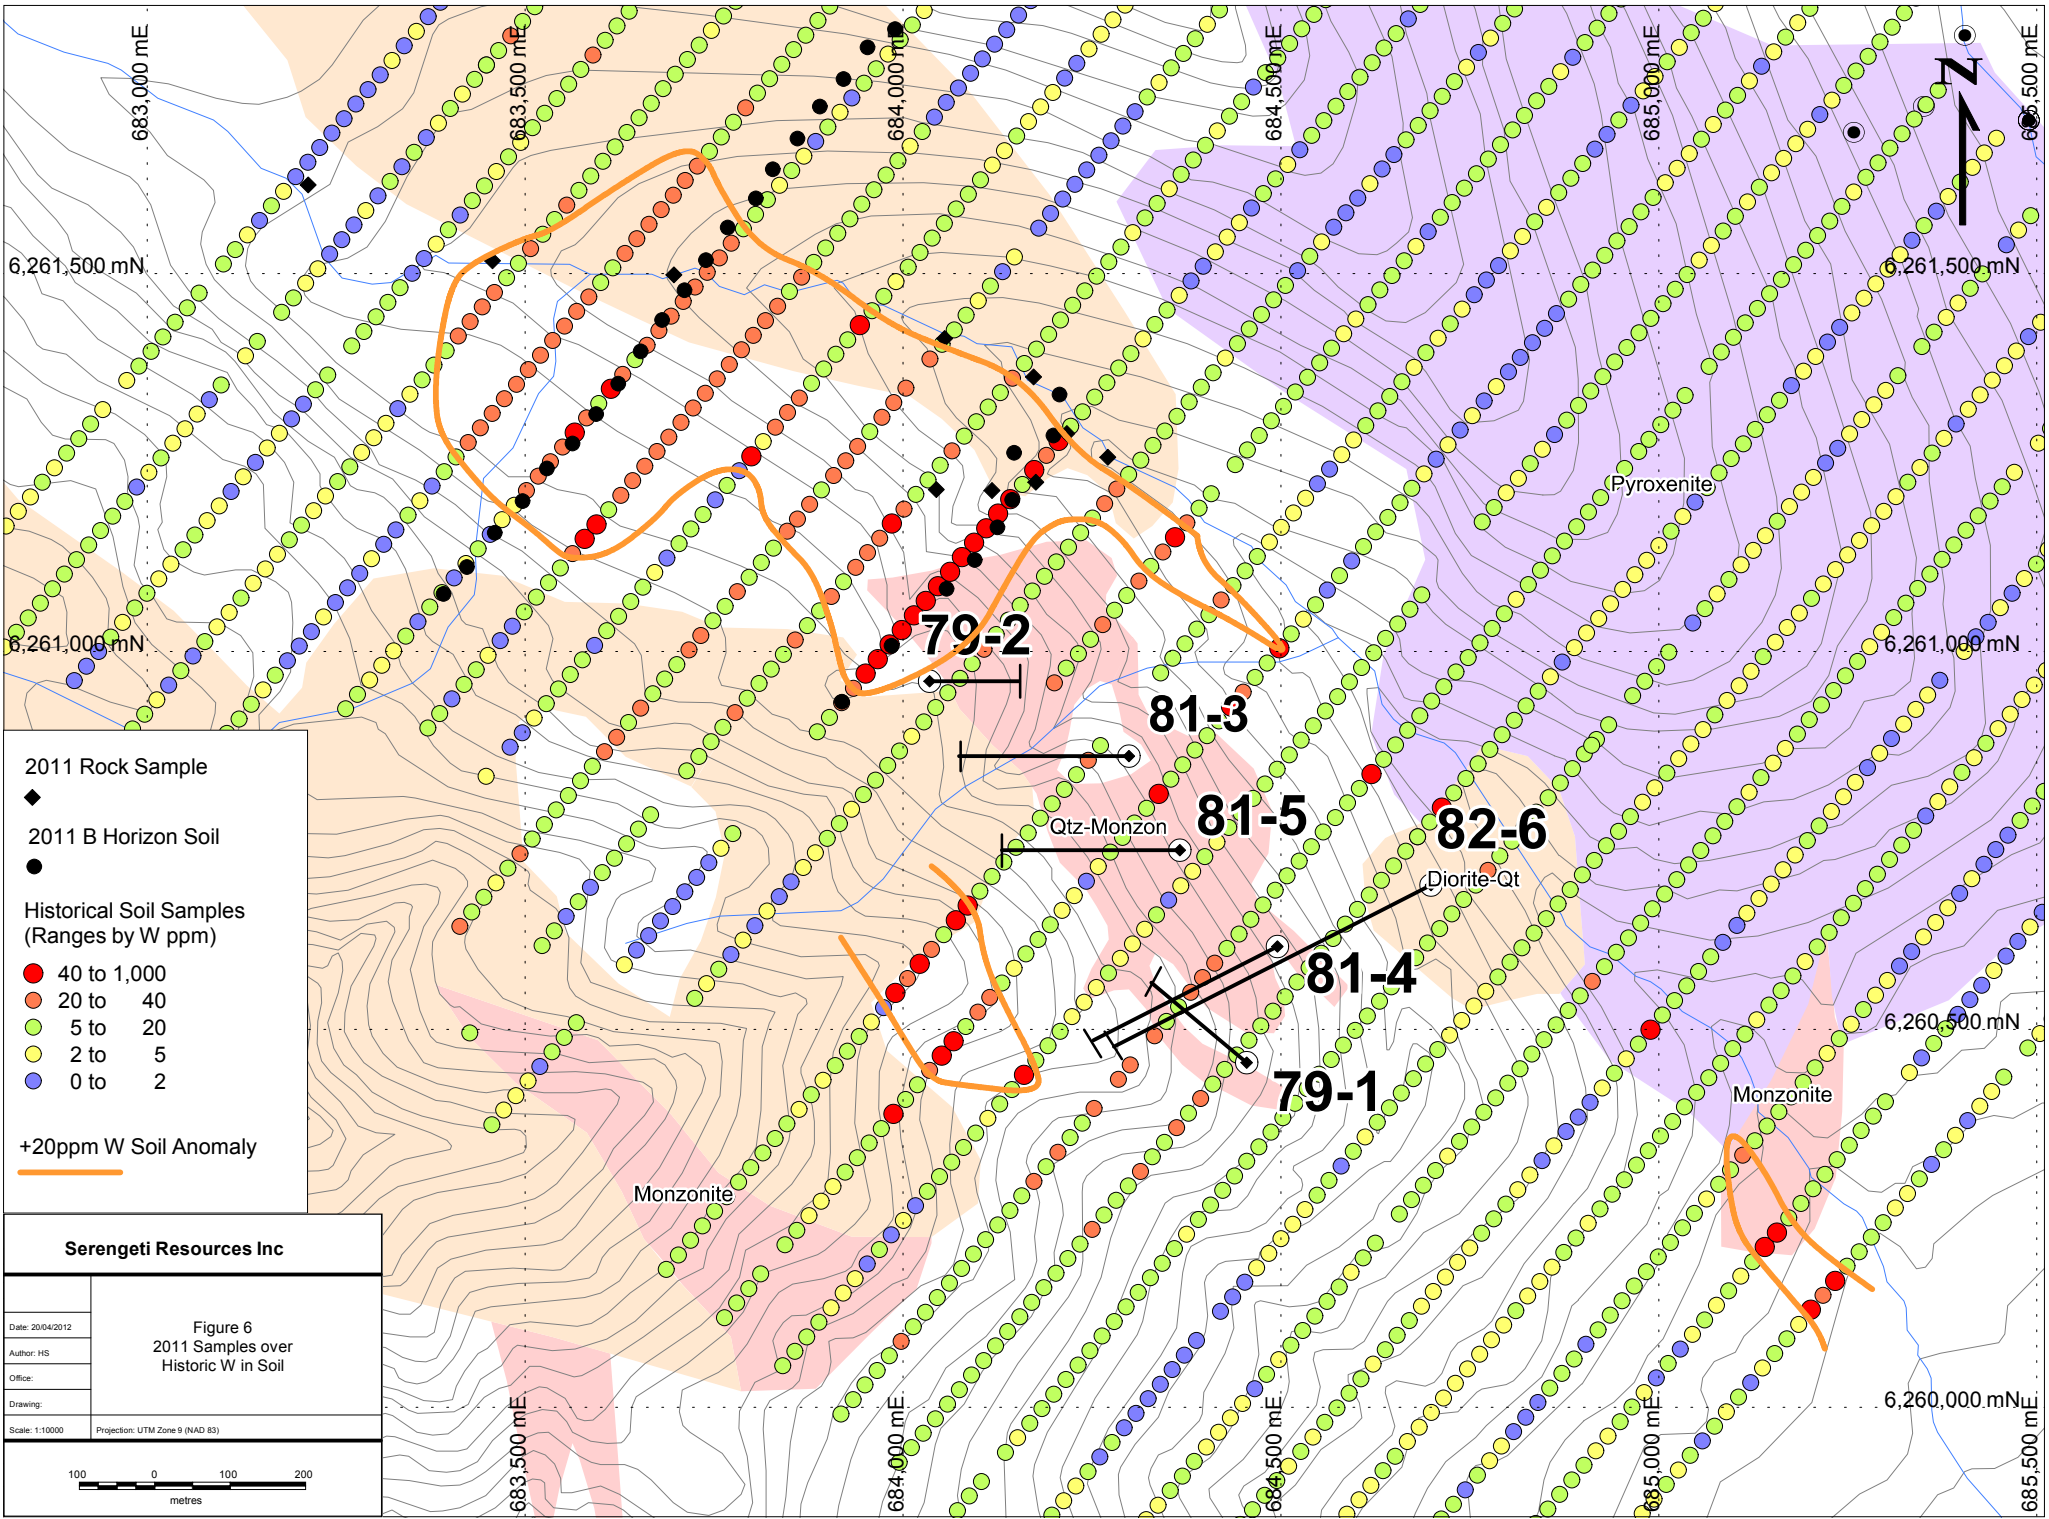 683,000 mE
683,500 mE
684,000 mE
684,500 mE
685,000 mE
685,500 mE
N
6,261,500 mN
6,261,500 mN
Pyroxenite
6,261,000 mN
79-2
6,261,000 mN
81-3
81-5
82-6
Qtz-Monzon
Diorite-Qt
81-4
6,260,500 mN
79-1
Monzonite
Monzonite
6,260,000 mN
683,500 mE
684,000 mE
684,500 mE
685,000 mE
685,500 mE
2011 Rock Sample
2011 B Horizon Soil
Historical Soil Samples
(Ranges by W ppm)
40 to 1,000
20 to 40
5 to 20
2 to 5
0 to 2
+20ppm W Soil Anomaly
Serengeti Resources Inc
Date: 20/04/2012
Author: HS
Office:
Drawing:
Scale: 1:10000
Figure 6
2011 Samples over
Historic W in Soil
Projection: UTM Zone 9 (NAD 83)
100 0 100 200
metres